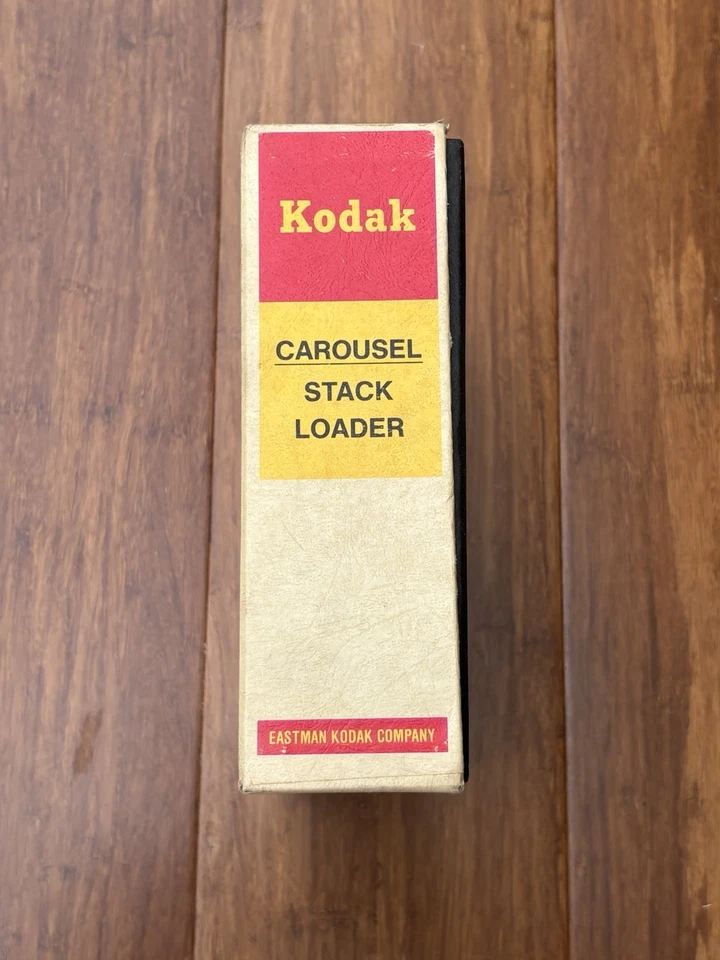 Kodak
CAROUSEL
STACK
LOADER
EASTMAN KODAK COMPANY